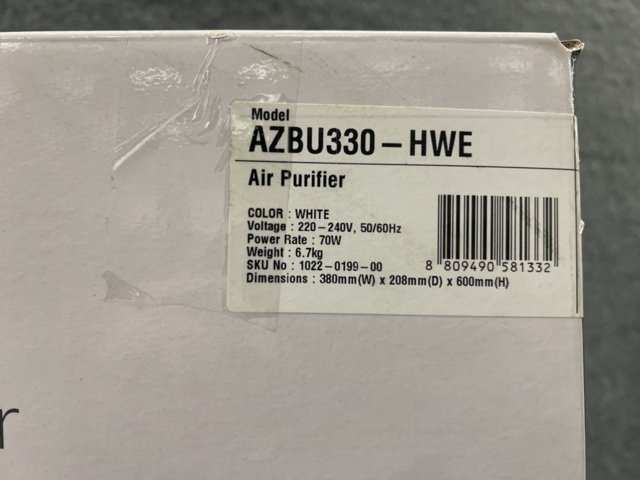 Model
AZBU330-HWE
Air Purifier
COLOR : WHITE
Voltage : 220-240V, 50/60Hz
Power Rate : 70W
Weight : 6.7kg
SKU No : 1022-0199-00
8 809490 581332
Dimensions : 380mm(W) x 208mm(D) x 600mm(H)
r